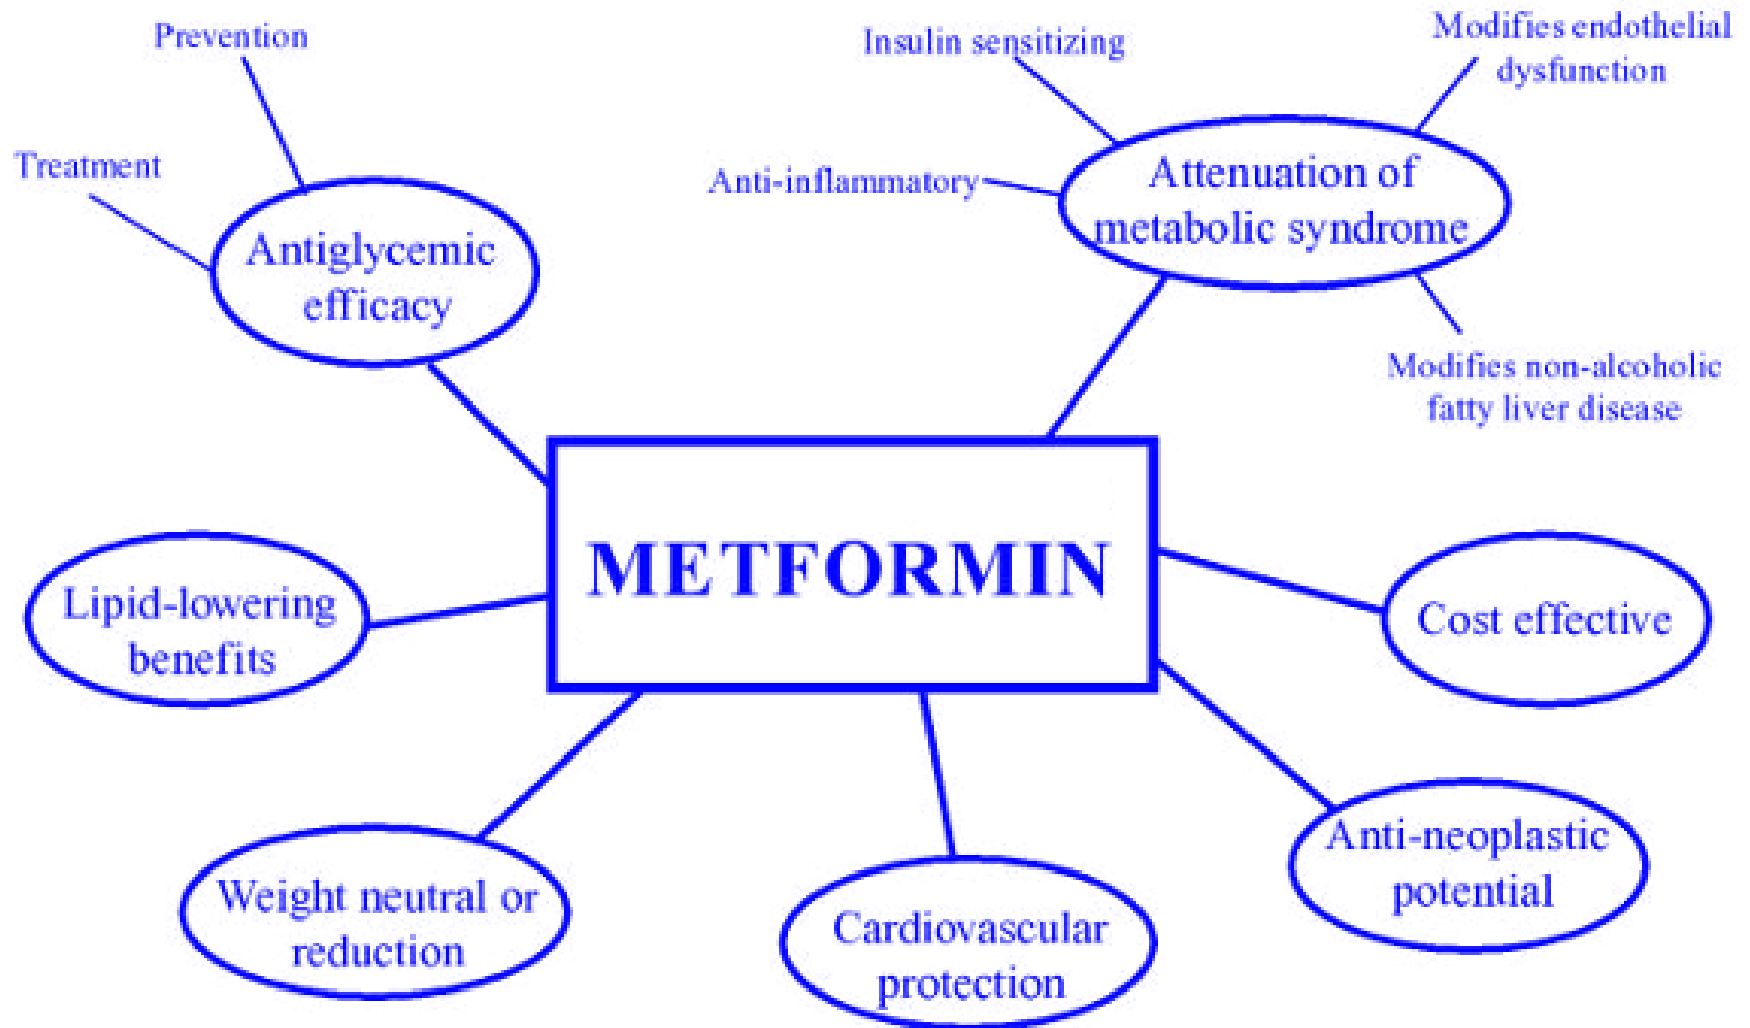 Prevention
Treatment
Antiglycemic
efficacy
Insulin sensitizing
Modifies endothelial
dysfunction
Anti-inflammatory
Attenuation of
metabolic syndrome
Modifies non-alcoholic
fatty liver disease
METFORMIN
Lipid-lowering
benefits
Cost effective
Weight neutral or
reduction
Cardiovascular
protection
Anti-neoplastic
potential